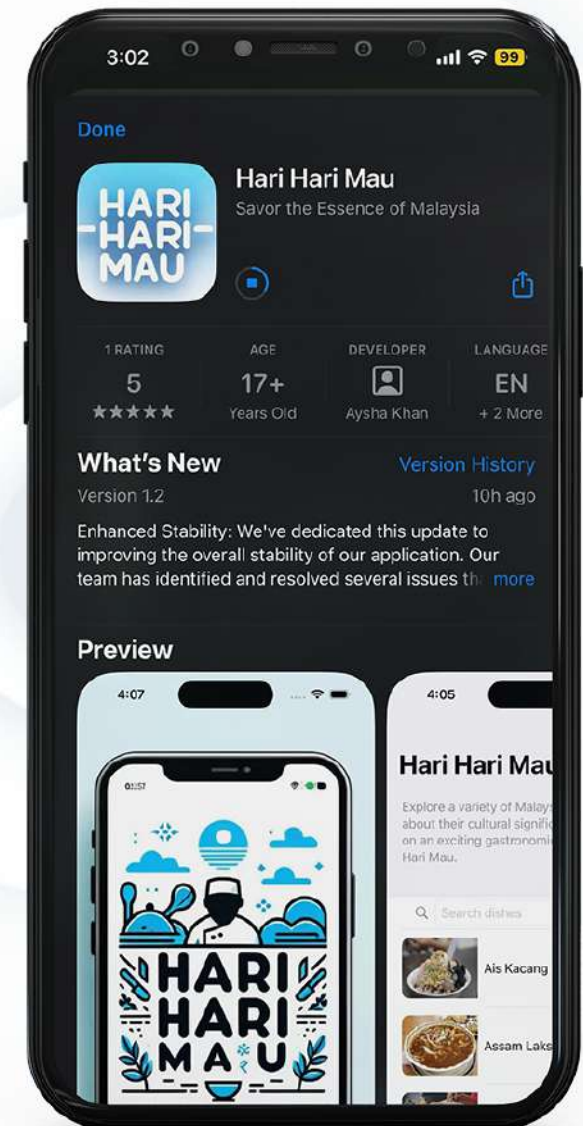 3:02
99
Done
HARI
HARI
MAU
Hari Hari Mau
Savor the Essence of Malaysia
1 RATING
AGE
DEVELOPER
LANGUAGE
5
17+
EN
★★★★★
Years Old
Aysha Khan
+ 2 More
What's New
Version History
Version 1.2
10h ago
Enhanced Stability: We've dedicated this update to
improving the overall stability of our application. Our
team has identified and resolved several issues th more
Preview
4:07
4:05
HARI
HARI
MAU
Hari Hari Mau
Explore a variety of Malays
about their cultural signific
on an exciting gastronomi
Hari Mau.
Search dishes
Ais Kacang
Assam Laks